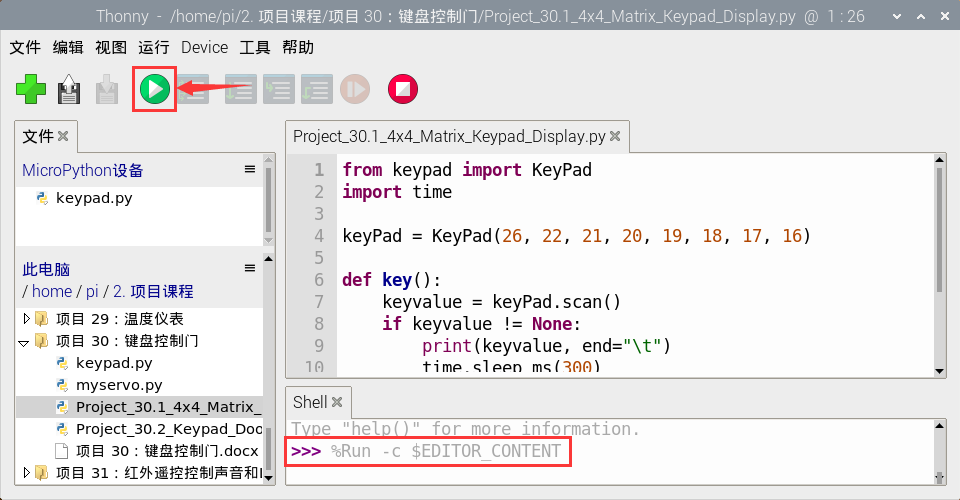 Thonny - /home/pi/2. 项目课程/项目 30：键盘控制门/Project_30.1_4x4_Matrix_Keypad_Display.py @ 1 : 26
文件 编辑 视图 运行 Device 工具 帮助
文件
MicroPython设备
keypad.py
此电脑
/ home / pi / 2. 项目课程
项目 29：温度仪表
项目 30：键盘控制门
keypad.py
myservo.py
Project_30.1_4x4_Matrix_
Project_30.2_Keypad_Doo
项目 30：键盘控制门.docx
项目 31：红外遥控控制声音和
Project_30.1_4x4_Matrix_Keypad_Display.py
1 from keypad import KeyPad
2 import time
3
4 keyPad = KeyPad(26, 22, 21, 20, 19, 18, 17, 16)
5
6 def key():
7     keyvalue = keyPad.scan()
8     if keyvalue != None:
9         print(keyvalue, end="\t")
10         time.sleep_ms(300)
Shell
Type "help()" for more information.
>>> %Run -c $EDITOR_CONTENT